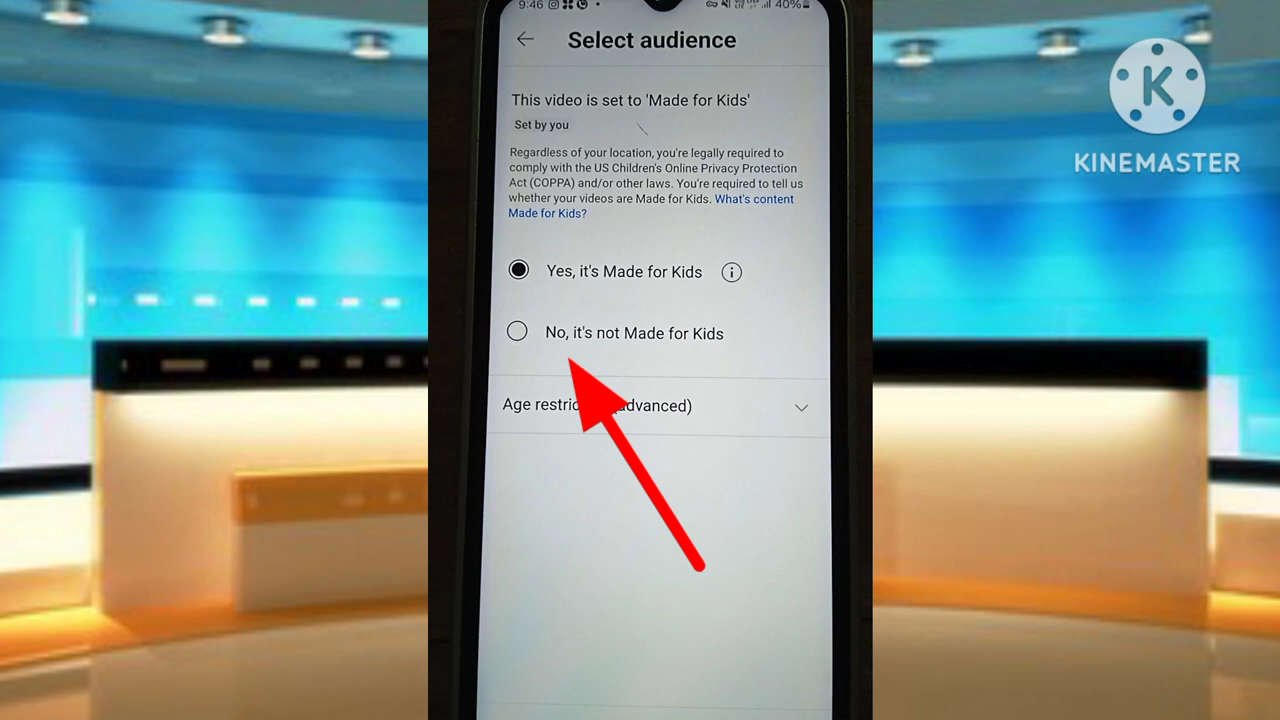 9:46
40%
Select audience
This video is set to 'Made for Kids'
Set by you
Regardless of your location, you're legally required to
comply with the US Children's Online Privacy Protection
Act (COPPA) and/or other laws. You're required to tell us
whether your videos are Made for Kids. What's content
Made for Kids?
Yes, it's Made for Kids
No, it's not Made for Kids
Age restric advanced)
K
KINEMASTER